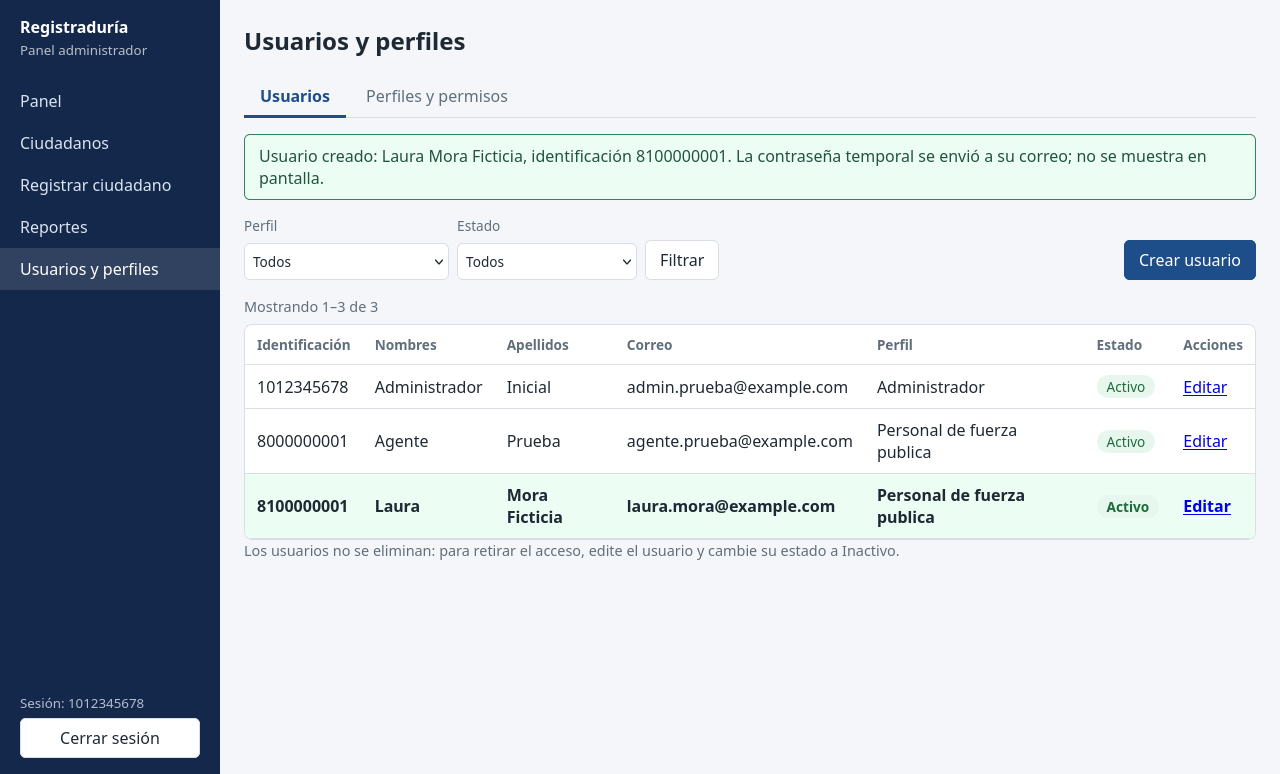 Registraduría
Panel administrador
Panel
Ciudadanos
Registrar ciudadano
Reportes
Usuarios y perfiles
Sesión: 1012345678
Cerrar sesión
Usuarios y perfiles
Usuarios Perfiles y permisos
Usuario creado: Laura Mora Ficticia, identificación 8100000001. La contraseña temporal se envió a su correo; no se muestra en
pantalla.
Perfil Estado
Todos Todos Filtrar Crear usuario
Mostrando 1–3 de 3
Identificación Nombres Apellidos Correo Perfil Estado Acciones
1012345678 Administrador Inicial admin.prueba@example.com Administrador Activo Editar
8000000001 Agente Prueba agente.prueba@example.com Personal de fuerza publica Activo Editar
8100000001 Laura Mora Ficticia laura.mora@example.com Personal de fuerza publica Activo Editar
Los usuarios no se eliminan: para retirar el acceso, edite el usuario y cambie su estado a Inactivo.